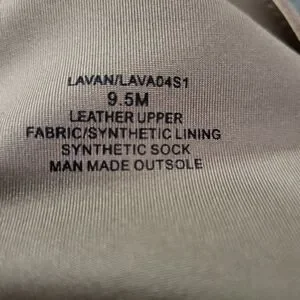 LAVAN/LAVA04S1
9.5M
LEATHER UPPER
FABRIC/SYNTHETIC LINING
SYNTHETIC SOCK
MAN MADE OUTSOLE